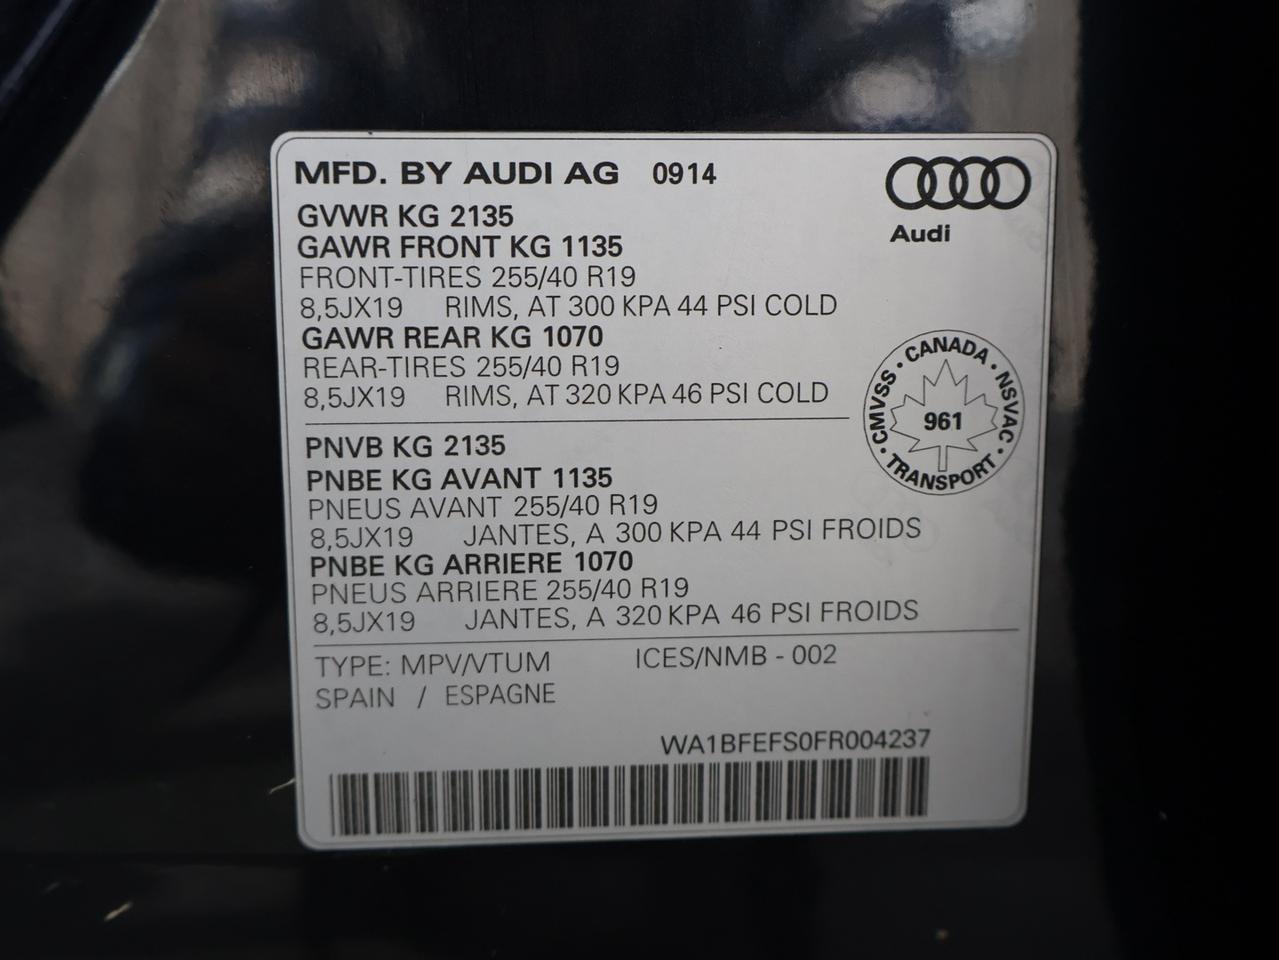 MFD. BY AUDI AG 0914
Audi
GVWR KG 2135
GAWR FRONT KG 1135
FRONT-TIRES 255/40 R19
8,5JX19 RIMS, AT 300 KPA 44 PSI COLD
GAWR REAR KG 1070
REAR-TIRES 255/40 R19
8,5JX19 RIMS, AT 320 KPA 46 PSI COLD
CMVSS · CANADA · NSVAC · TRANSPORT ·
961
PNVB KG 2135
PNBE KG AVANT 1135
PNEUS AVANT 255/40 R19
8,5JX19 JANTES, A 300 KPA 44 PSI FROIDS
PNBE KG ARRIERE 1070
PNEUS ARRIERE 255/40 R19
8,5JX19 JANTES, A 320 KPA 46 PSI FROIDS
TYPE: MPV/VTUM ICES/NMB - 002
SPAIN / ESPAGNE
WA1BFEFS0FR004237